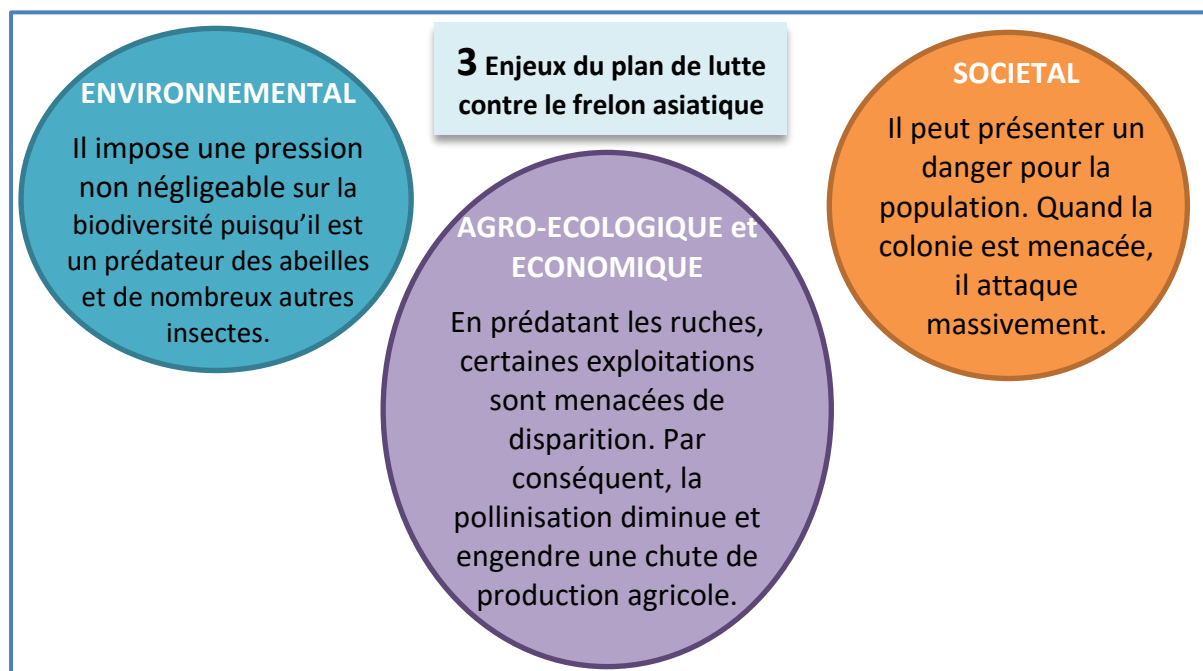 3 Enjeux du plan de lutte
contre le frelon asiatique
ENVIRONNEMENTAL
Il impose une pression
non négligeable sur la
biodiversité puisqu’il est
un prédateur des abeilles
et de nombreux autres
insectes.
AGRO-ECOLOGIQUE et
ECONOMIQUE
En prédatant les ruches,
certaines exploitations
sont menacées de
disparition. Par
conséquent, la
pollinisation diminue et
engendre une chute de
production agricole.
SOCIETAL
Il peut présenter un
danger pour la
population. Quand la
colonie est menacée,
il attaque
massivement.